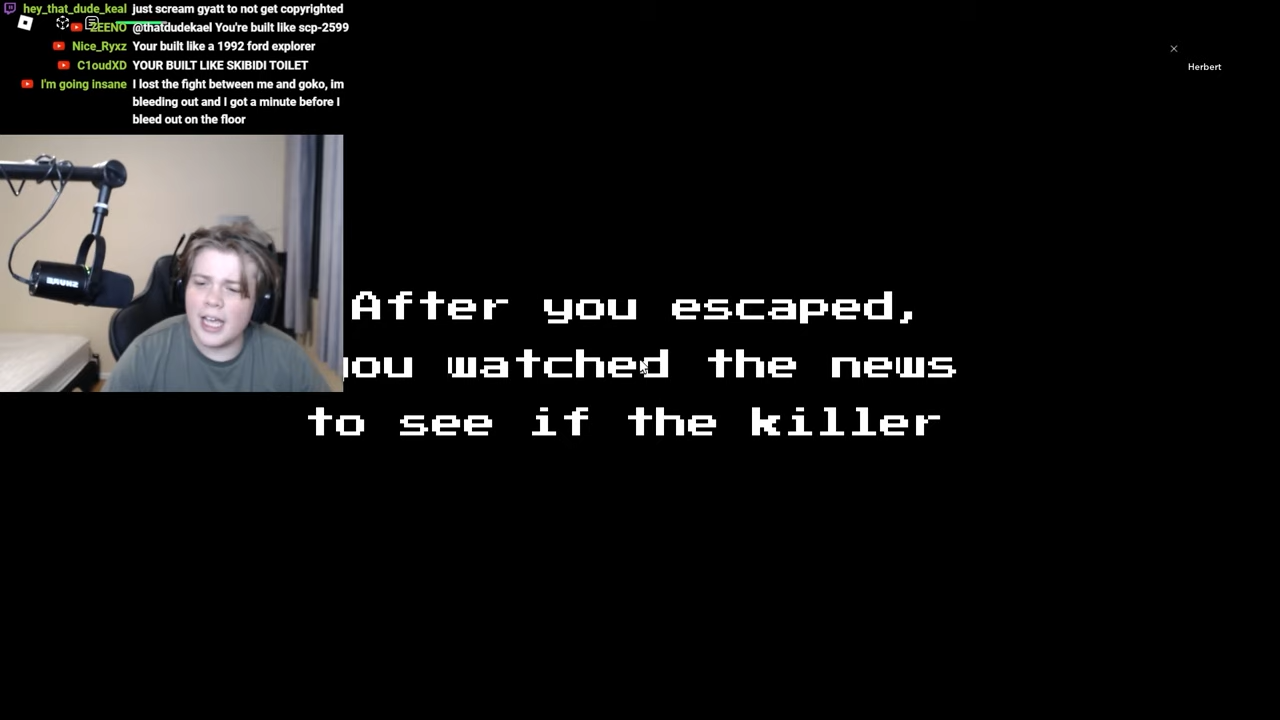 hey_that_dude_keal just scream gyatt to not get copyrighted
ZEENO @thatdudekael You're built like scp-2599
Nice_Ryxz Your built like a 1992 ford explorer
C1oudXD YOUR BUILT LIKE SKIBIDI TOILET
I'm going insane I lost the fight between me and goko, im
bleeding out and I got a minute before I
bleed out on the floor
Herbert
After you escaped,
you watched the news
to see if the killer